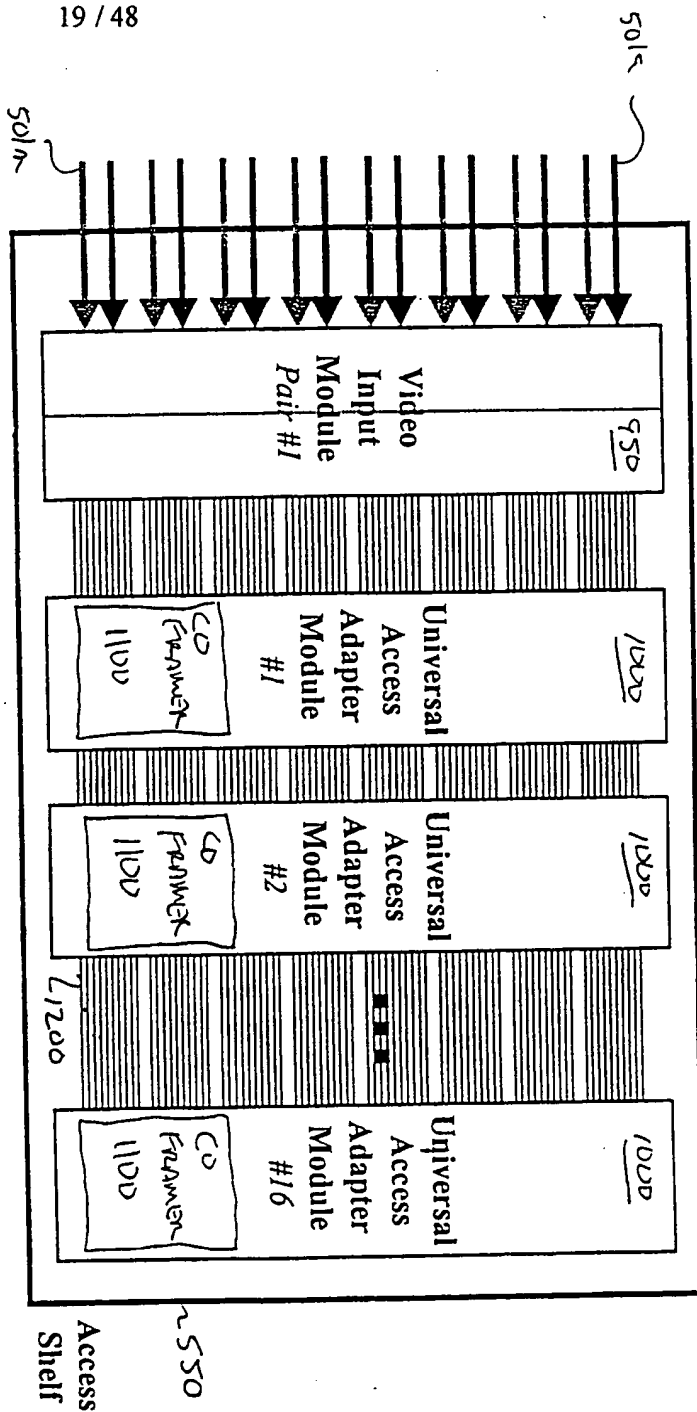 19 / 48
501a
501n
Video
Input
Module
Pair #1
950
Universal
Access
Adapter
Module
#1
1000
CO
FRAMER
1100
Universal
Access
Adapter
Module
#2
1000
CO
FRAMER
1100
1200
Universal
Access
Adapter
Module
#16
1000
CO
FRAMER
1100
550
Access
Shelf